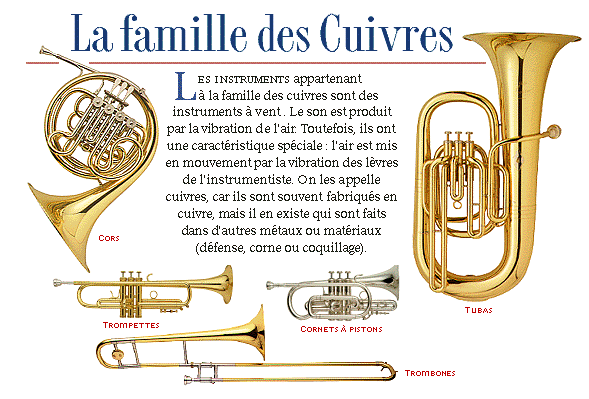 La famille des Cuivres
LES INSTRUMENTS appartenant
à la famille des cuivres sont des
instruments à vent. Le son est produit
par la vibration de l'air. Toutefois, ils ont
une caractéristique spéciale : l'air est mis
en mouvement par la vibration des lèvres
de l'instrumentiste. On les appelle
cuivres, car ils sont souvent fabriqués en
cuivre, mais il en existe qui sont faits
dans d'autres métaux ou matériaux
(défense, corne ou coquillage).
CORS
TUBAS
TROMPETTES
CORNETS À PISTONS
TROMBONES